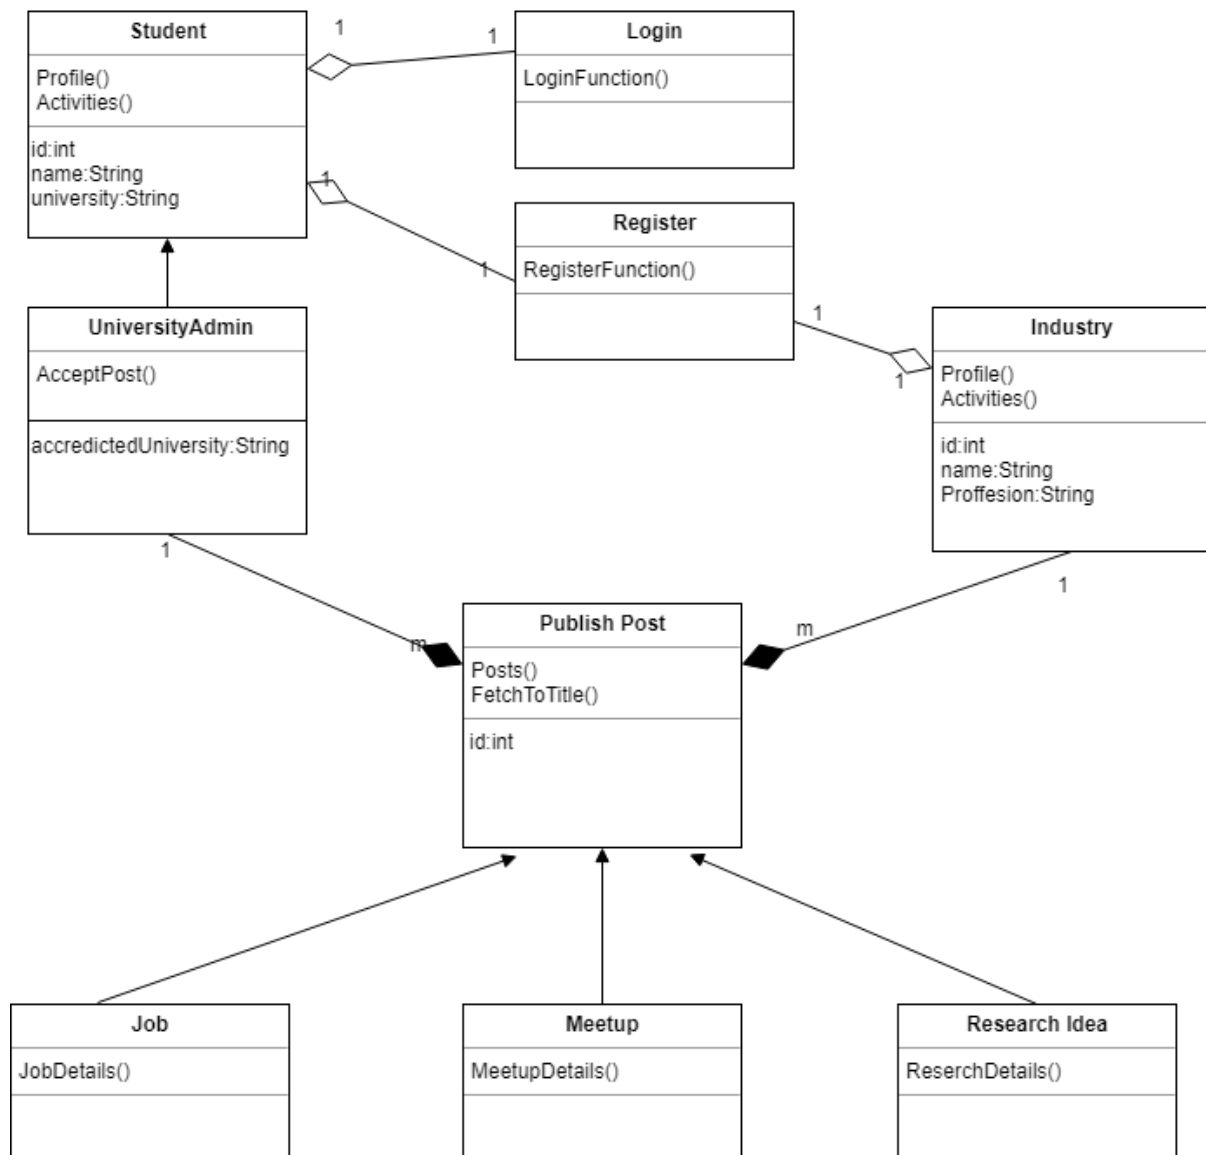 Student
Profile()
Activities()
id:int
name:String
university:String
1
1
Login
LoginFunction()
1
1
Register
RegisterFunction()
UniversityAdmin
AcceptPost()
accredictedUniversity:String
1
1
Industry
Profile()
Activities()
id:int
name:String
Proffesion:String
1
m
1
m
Publish Post
Posts()
FetchToTitle()
id:int
Job
JobDetails()
Meetup
MeetupDetails()
Research Idea
ReserchDetails()